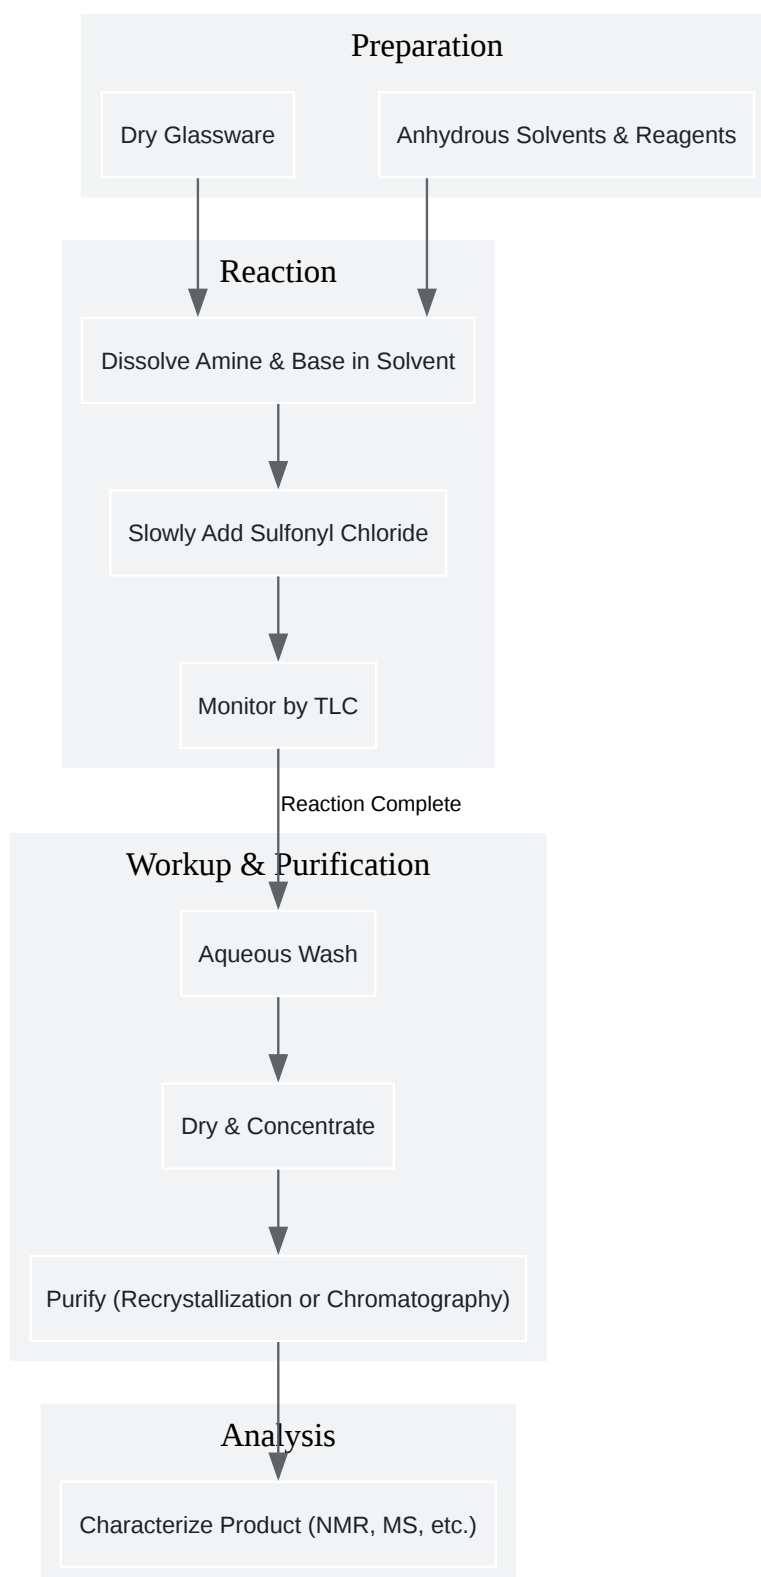 Preparation
Dry Glassware
Anhydrous Solvents & Reagents
Reaction
Dissolve Amine & Base in Solvent
Slowly Add Sulfonyl Chloride
Monitor by TLC
Reaction Complete
Workup & Purification
Aqueous Wash
Dry & Concentrate
Purify (Recrystallization or Chromatography)
Analysis
Characterize Product (NMR, MS, etc.)